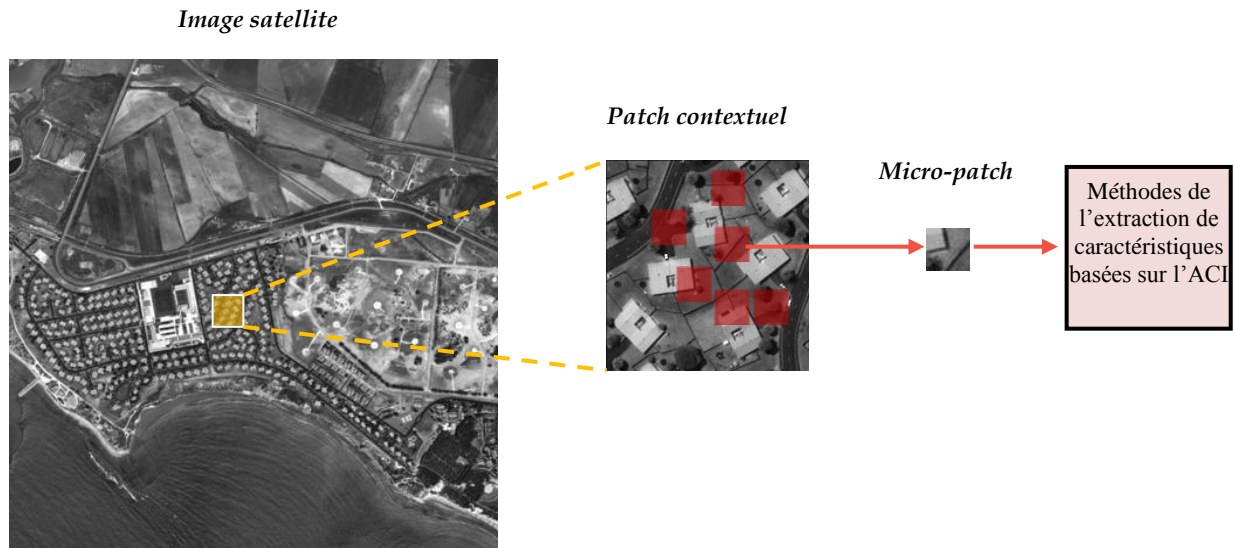 Image satellite
Patch contextuel
Micro-patch
Méthodes de
l’extraction de
caractéristiques
basées sur l’ACI